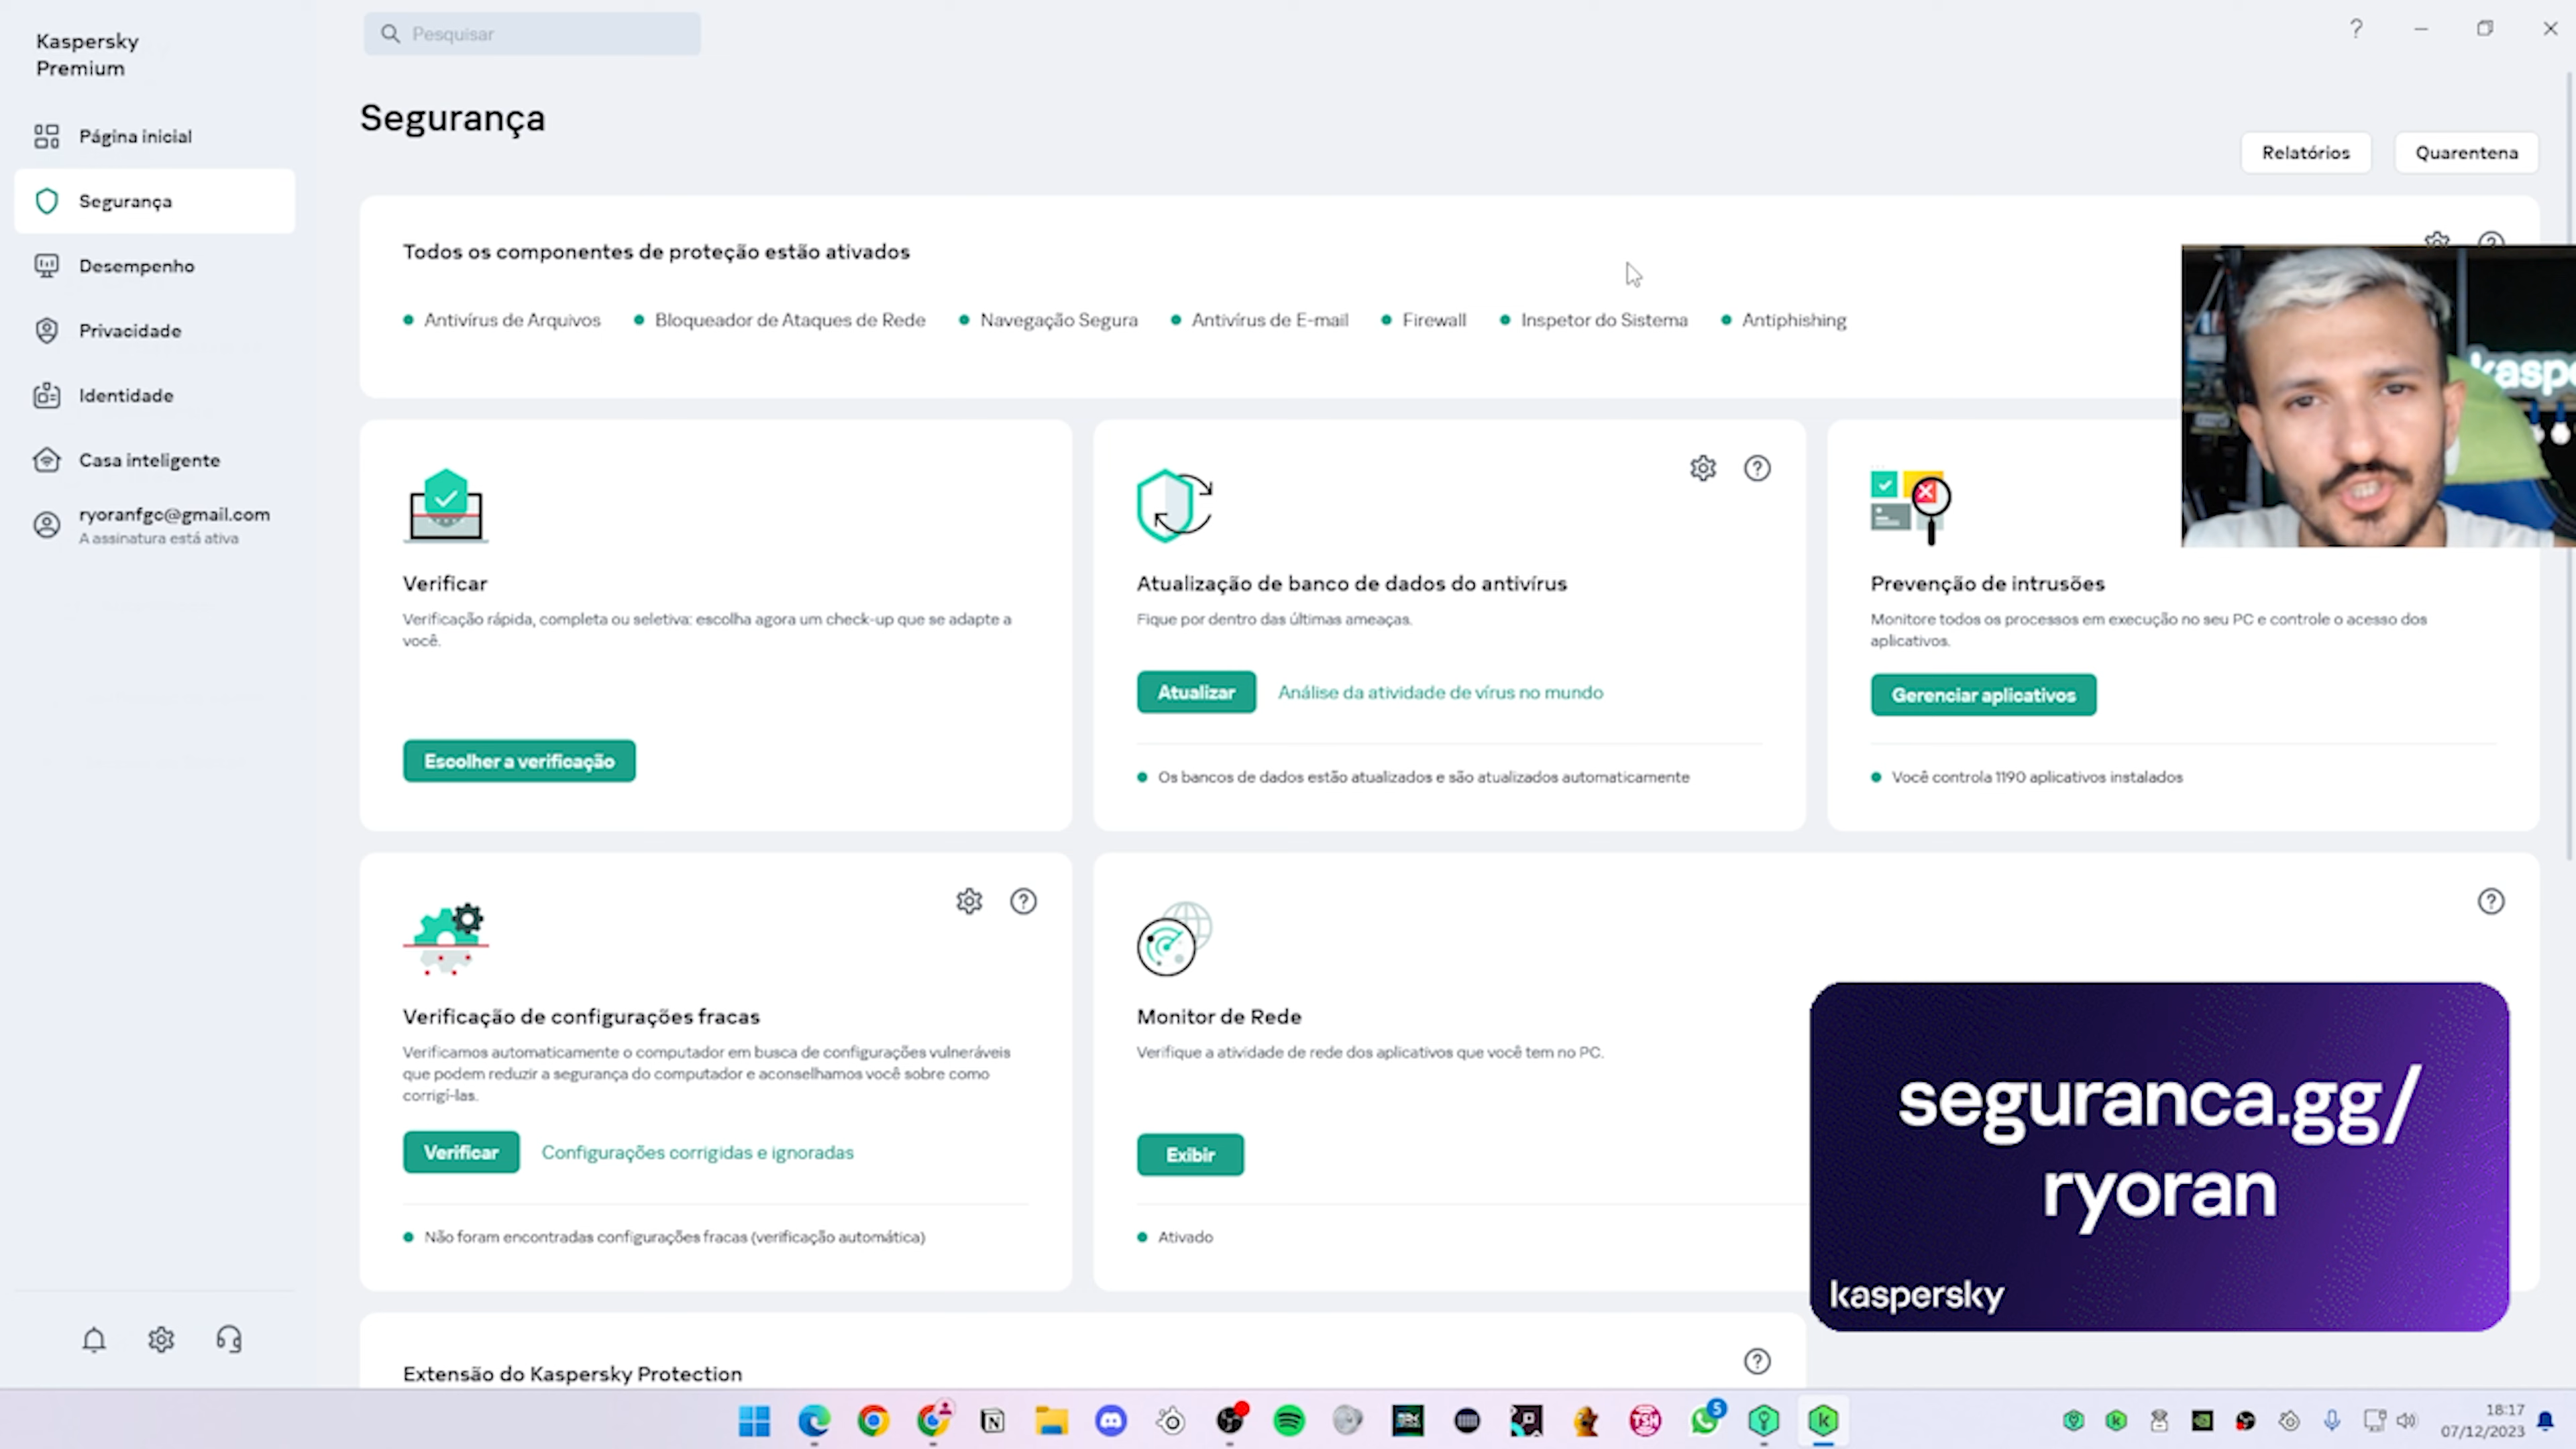 Kaspersky
Premium
Pesquisar
Página inicial
Segurança
Desempenho
Privacidade
Identidade
Casa inteligente
ryoranfgc@gmail.com
A assinatura está ativa
Segurança
Relatórios
Quarentena
Todos os componentes de proteção estão ativados
Antivírus de Arquivos
Bloqueador de Ataques de Rede
Navegação Segura
Antivírus de E-mail
Firewall
Inspetor do Sistema
Antiphishing
kaspe
Verificar
Verificação rápida, completa ou seletiva: escolha agora um check-up que se adapte a
você.
Escolher a verificação
Atualização de banco de dados do antivírus
Fique por dentro das últimas ameaças.
Atualizar
Análise da atividade de vírus no mundo
Os bancos de dados estão atualizados e são atualizados automaticamente
Prevenção de intrusões
Monitore todos os processos em execução no seu PC e controle o acesso dos
aplicativos.
Gerenciar aplicativos
Você controla 1190 aplicativos instalados
Verificação de configurações fracas
Verificamos automaticamente o computador em busca de configurações vulneráveis
que podem reduzir a segurança do computador e aconselhamos você sobre como
corrigi-las.
Verificar
Configurações corrigidas e ignoradas
Não foram encontradas configurações fracas (verificação automática)
Monitor de Rede
Verifique a atividade de rede dos aplicativos que você tem no PC.
Exibir
Ativado
seguranca.gg/
ryoran
kaspersky
Extensão do Kaspersky Protection
TSH
5
18:17
07/12/2023